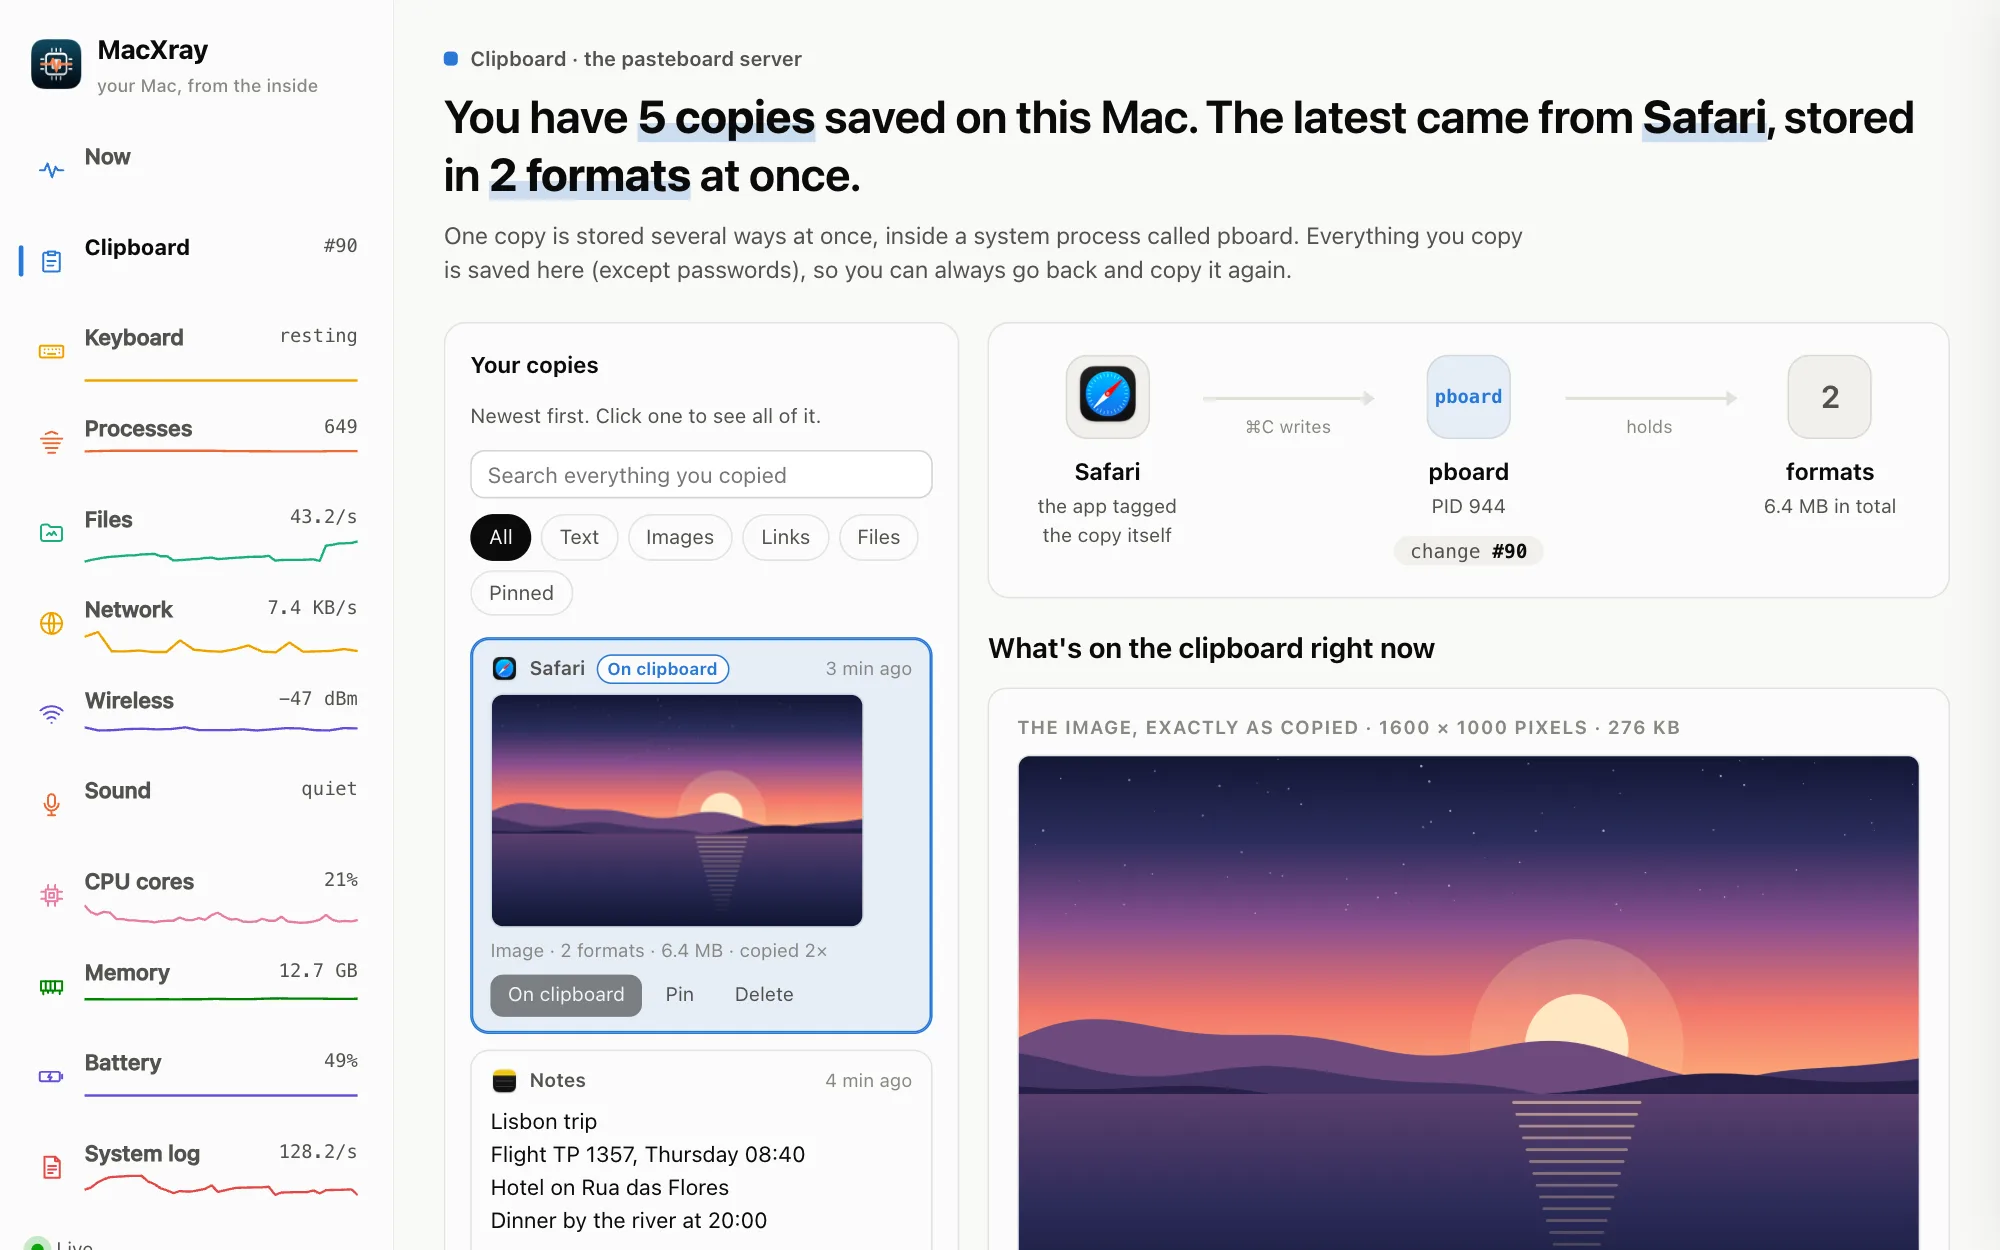 MacXray
your Mac, from the inside
Now
Clipboard #90
Keyboard resting
Processes 649
Files 43.2/s
Network 7.4 KB/s
Wireless −47 dBm
Sound quiet
CPU cores 21%
Memory 12.7 GB
Battery 49%
System log 128.2/s
Live
Clipboard · the pasteboard server
You have 5 copies saved on this Mac. The latest came from Safari, stored
in 2 formats at once.
One copy is stored several ways at once, inside a system process called pboard. Everything you copy
is saved here (except passwords), so you can always go back and copy it again.
Your copies
Newest first. Click one to see all of it.
Search everything you copied
All Text Images Links Files
Pinned
Safari On clipboard 3 min ago
Image · 2 formats · 6.4 MB · copied 2×
On clipboard Pin Delete
Notes 4 min ago
Lisbon trip
Flight TP 1357, Thursday 08:40
Hotel on Rua das Flores
Dinner by the river at 20:00
⌘C writes
pboard
holds
2
Safari
the app tagged
the copy itself
pboard
PID 944
change #90
formats
6.4 MB in total
What's on the clipboard right now
THE IMAGE, EXACTLY AS COPIED · 1600 × 1000 PIXELS · 276 KB